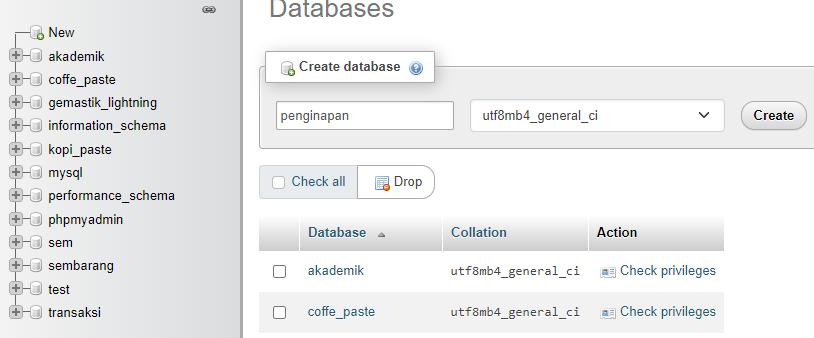 Databases
New
akademik
coffe_paste
gemastik_lightning
information_schema
kopi_paste
mysql
performance_schema
phpmyadmin
sem
sembarang
test
transaksi
Create database
penginapan utf8mb4_general_ci Create
Check all Drop
Database Collation Action
akademik utf8mb4_general_ci Check privileges
coffe_paste utf8mb4_general_ci Check privileges